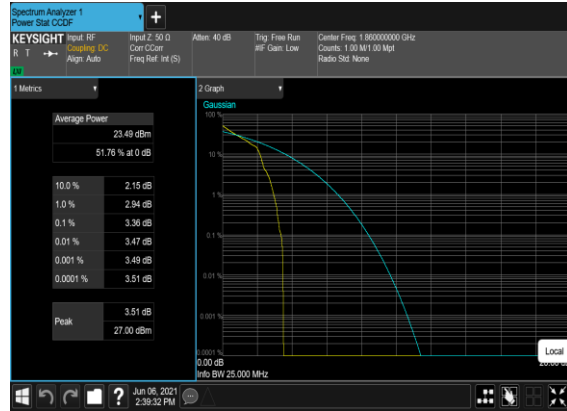 Spectrum Analyzer 1
Power Stat CCDF
KEYSIGHT
R T
Input: RF
Coupling: DC
Align: Auto
Input Z: 50 Ω
Corr CCorr
Freq Ref: Int (S)
Atten: 40 dB
Trig: Free Run
#IF Gain: Low
Center Freq: 1.860000000 GHz
Counts: 1.00 M/1.00 Mpt
Radio Std: None
1 Metrics
Average Power
23.49 dBm
51.76 % at 0 dB
10.0 % 2.15 dB
1.0 % 2.94 dB
0.1 % 3.36 dB
0.01 % 3.47 dB
0.001 % 3.49 dB
0.0001 % 3.51 dB
Peak
3.51 dB
27.00 dBm
2 Graph
Gaussian
100 %
10 %
1 %
0.1 %
0.01 %
0.001 %
0.0001 %
0.00 dB
Info BW 25.000 MHz
Local
?
Jun 06, 2021
2:39:32 PM